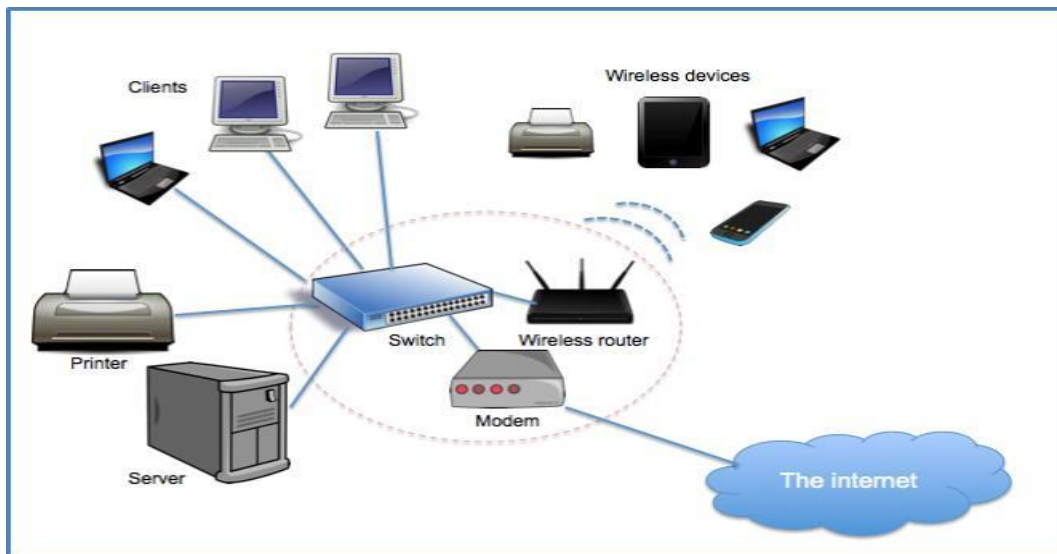 Clients
Wireless devices
Switch
Wireless router
Printer
Modem
Server
The internet